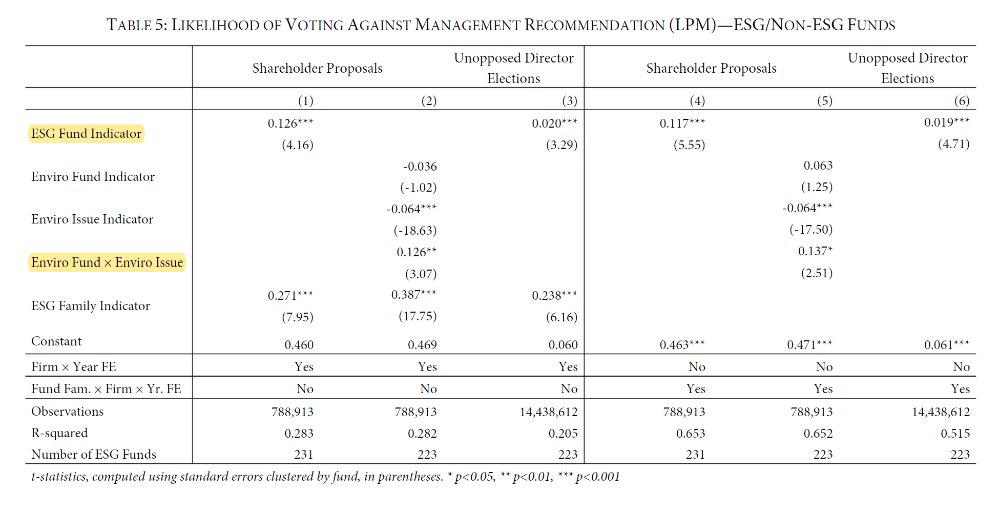 TABLE 5: LIKELIHOOD OF VOTING AGAINST MANAGEMENT RECOMMENDATION (LPM)—ESG/NON-ESG FUNDS
Shareholder Proposals Unopposed Director Elections Shareholder Proposals Unopposed Director Elections
(1) (2) (3) (4) (5) (6)
ESG Fund Indicator 0.126*** 0.020*** 0.117*** 0.019***
(4.16) (3.29) (5.55) (4.71)
Enviro Fund Indicator -0.036 0.063
(-1.02) (1.25)
Enviro Issue Indicator -0.064*** -0.064***
(-18.63) (-17.50)
Enviro Fund × Enviro Issue 0.126** 0.137*
(3.07) (2.51)
ESG Family Indicator 0.271*** 0.387*** 0.238***
(7.95) (17.75) (6.16)
Constant 0.460 0.469 0.060 0.463*** 0.471*** 0.061***
Firm × Year FE Yes Yes Yes No No No
Fund Fam. × Firm × Yr. FE No No No Yes Yes Yes
Observations 788,913 788,913 14,438,612 788,913 788,913 14,438,612
R-squared 0.283 0.282 0.205 0.653 0.652 0.515
Number of ESG Funds 231 223 223 231 223 223
t-statistics, computed using standard errors clustered by fund, in parentheses. * p<0.05, ** p<0.01, *** p<0.001